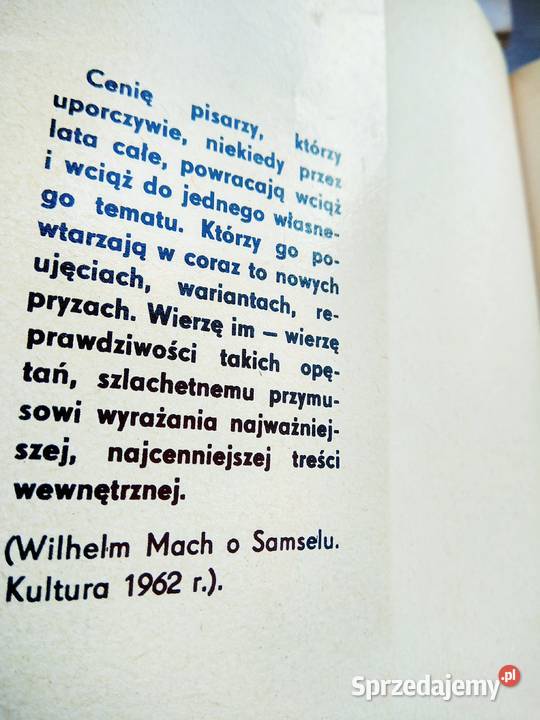 Cenię pisarzy, którzy
uporczywie, niekiedy przez
lata całe, powracają wciąż
i wciąż do jednego własne-
go tematu. Którzy go po-
wtarzają w coraz to nowych
ujęciach, wariantach, re-
pryzach. Wierzę im — wierzę
prawdziwości takich opę-
tań, szlachetnemu przymu-
sowi wyrażania najważniej-
szej, najcenniejszej treści
wewnętrznej.
(Wilhelm Mach o Samselu.
Kultura 1962 r.).
Sprzedajemy.pl